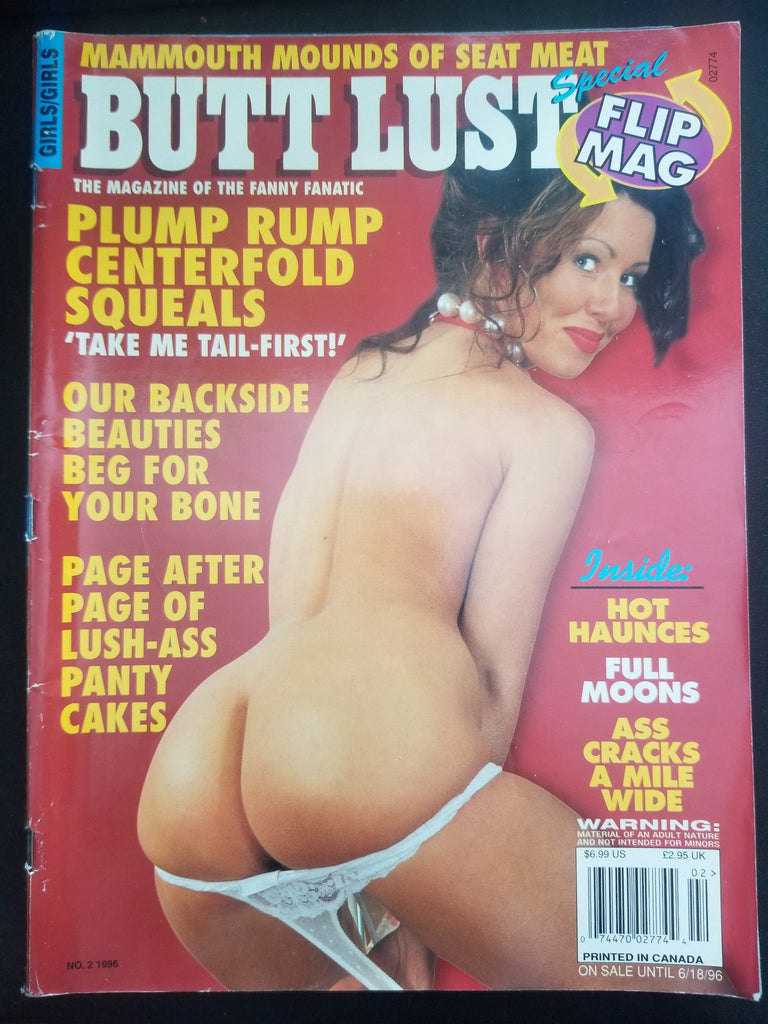 GIRLS/GIRLS
MAMMOUTH MOUNDS OF SEAT MEAT
02774
BUTT LUST
Special
FLIP
MAG
THE MAGAZINE OF THE FANNY FANATIC
PLUMP RUMP
CENTERFOLD
SQUEALS
'TAKE ME TAIL-FIRST!'
OUR BACKSIDE
BEAUTIES
BEG FOR
YOUR BONE
PAGE AFTER
PAGE OF
LUSH-ASS
PANTY
CAKES
Inside:
HOT
HAUNCES
FULL
MOONS
ASS
CRACKS
A MILE
WIDE
WARNING:
MATERIAL OF AN ADULT NATURE
AND NOT INTENDED FOR MINORS
$6.99 US £2.95 UK
02>
0 74470 02774 4
PRINTED IN CANADA
ON SALE UNTIL 6/18/96
NO. 2 1996